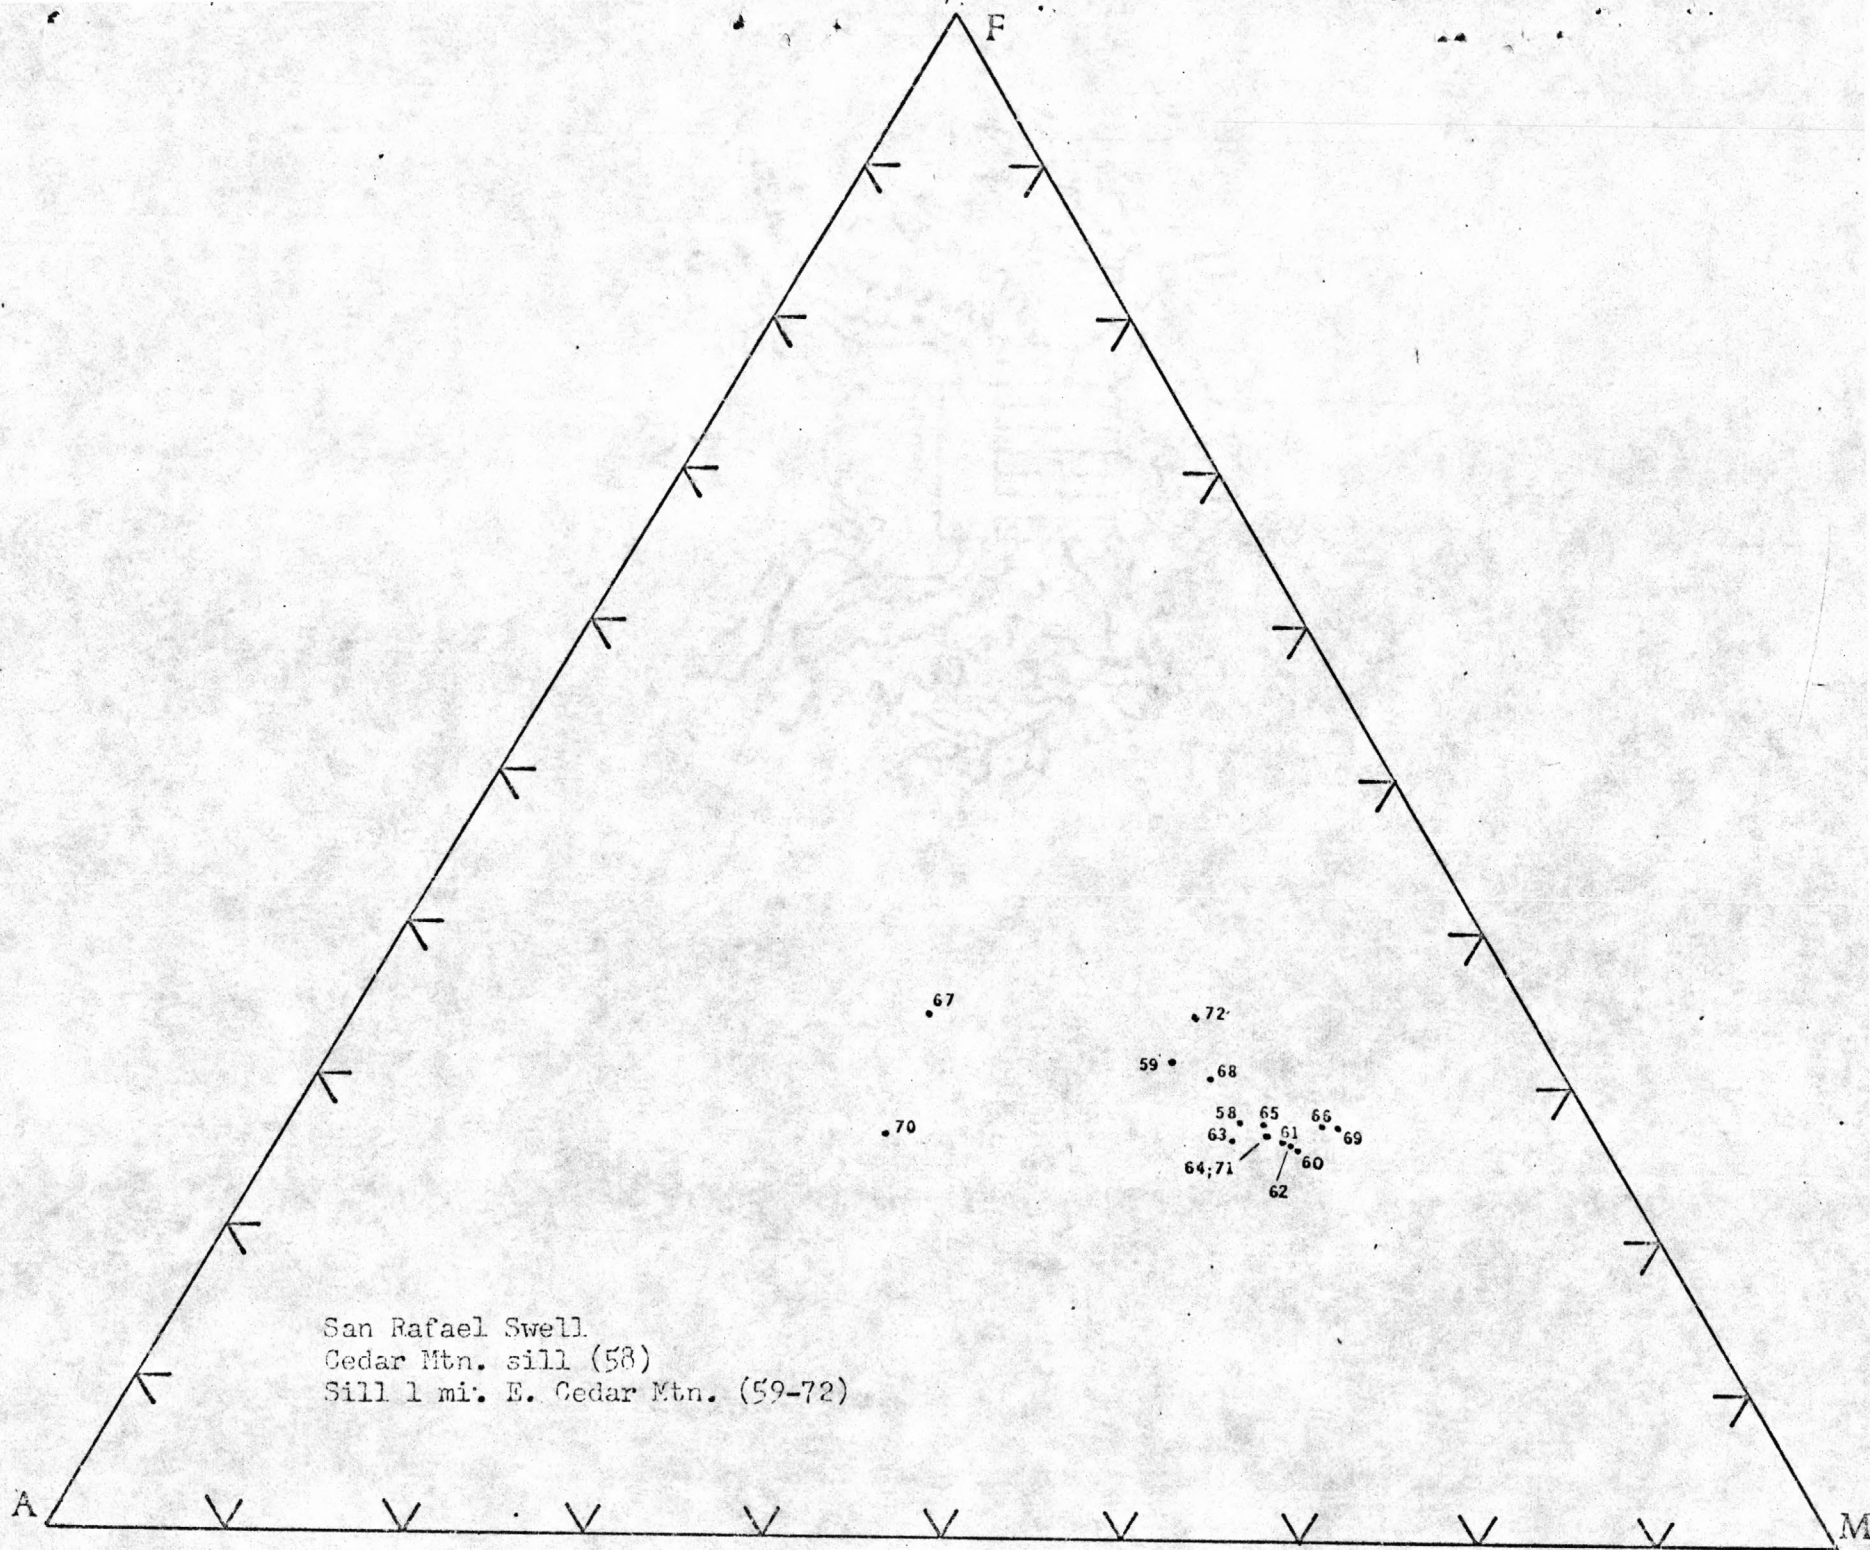 F
67
72
59
68
58 65 66
63 61 69
64;71 60
62
70
San Rafael Swell
Cedar Mtn. sill (58)
Sill 1 mi. E. Cedar Mtn. (59-72)
A
M